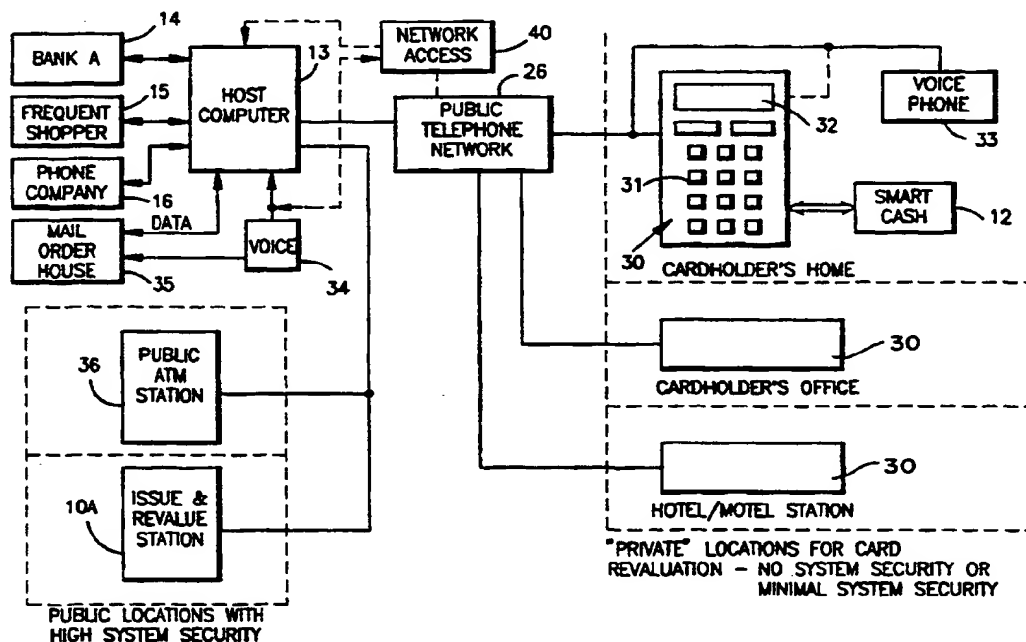 14
BANK A
15
FREQUENT
SHOPPER
PHONE
COMPANY
16
DATA
MAIL
ORDER
HOUSE
35
13
HOST
COMPUTER
VOICE
34
NETWORK
ACCESS
40
26
PUBLIC
TELEPHONE
NETWORK
32
31
30
VOICE
PHONE
33
SMART
CASH
12
CARDHOLDER"S HOME
30
CARDHOLDER"S OFFICE
30
HOTEL/MOTEL STATION
"PRIVATE" LOCATIONS FOR CARD
REVALUATION – NO SYSTEM SECURITY OR
MINIMAL SYSTEM SECURITY
36
PUBLIC
ATM
STATION
10A
ISSUE &
REVALUE
STATION
PUBLIC LOCATIONS WITH
HIGH SYSTEM SECURITY